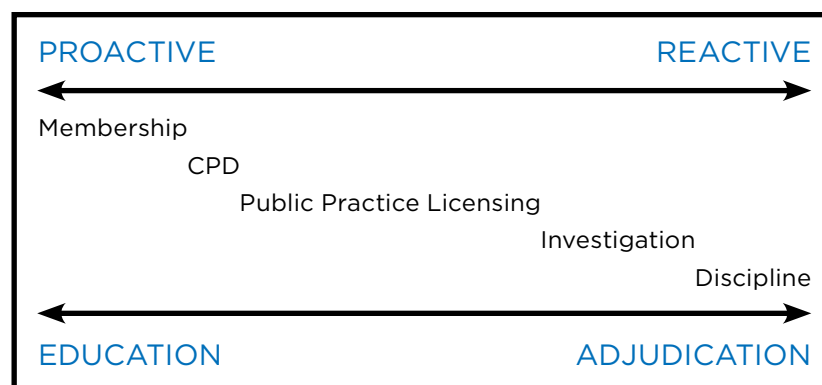 PROACTIVE REACTIVE
Membership
CPD
Public Practice Licensing
Investigation
Discipline
EDUCATION ADJUDICATION